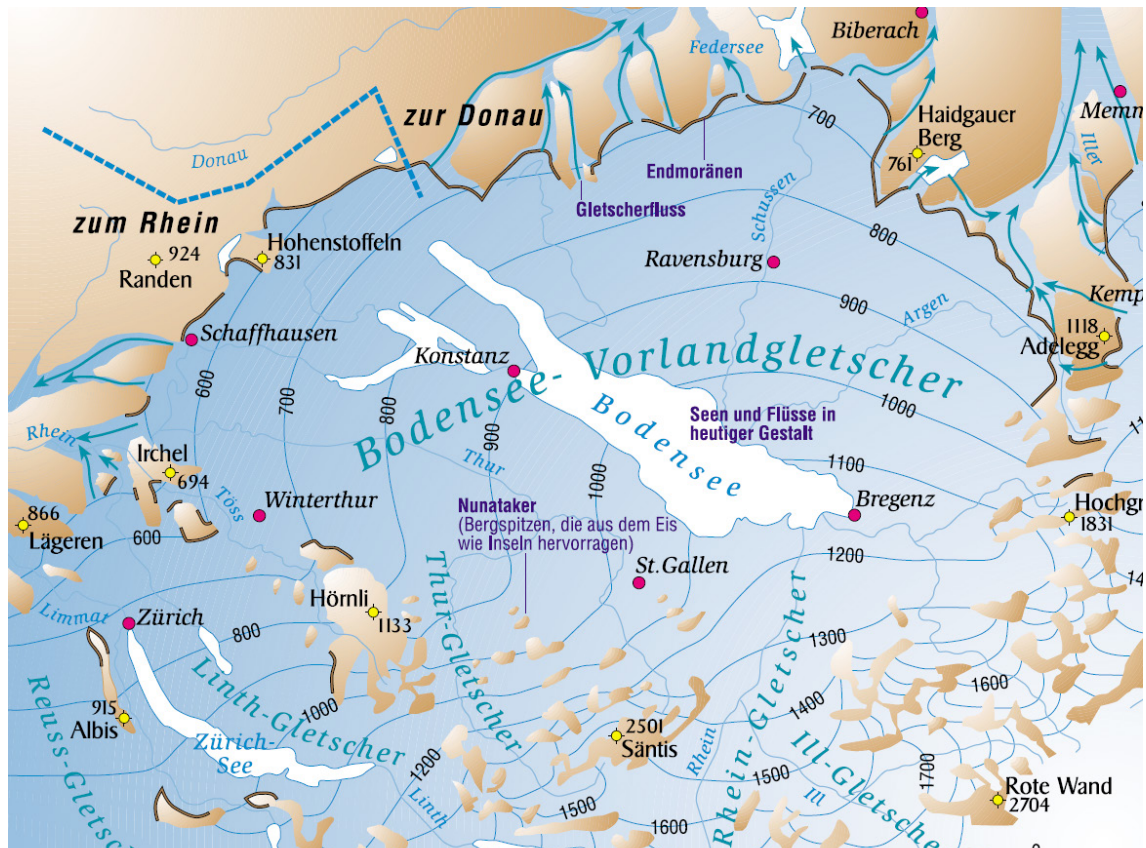 Biberach
Federsee
zur Donau
700
Haidgauer
Berg
761
Iller
Donau
Endmoränen
Gletscherfluss
Schussen
zum Rhein
924
Randen
Hohenstoffeln
831
Ravensburg
800
900
Argen
1118
Adelegg
Schaffhausen
Konstanz
Bodensee-Vorlandgletscher
600
700
800
900
1000
Bodensee
Seen und Flüsse in
heutiger Gestalt
Rhein
Irchel
694
Töss
Winterthur
Thur
1000
1100
Bregenz
1831
866
Lägeren
600
Nunataker
(Bergspitzen, die aus dem Eis
wie Inseln hervorragen)
1200
St.Gallen
Limmat
Zürich
Hörnli
1133
800
Thur-Gletscher
1300
Linth-Gletscher
1000
915
Albis
Zürich-
See
Reuss-Gletsch
2501
Säntis
Rhein
Rhein-Gletscher
1400
1600
Ill-Gletsche
1200
Linth
1500
1600
1500
Ill
1700
Rote Wand
2704